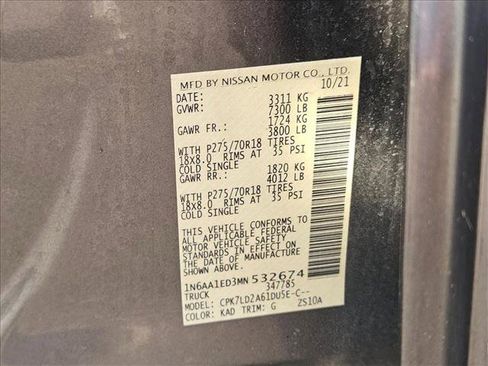 MFD BY NISSAN MOTOR CO., LTD.
DATE: 10/21
GVWR: 3311 KG
7300 LB
GAWR FR.: 1724 KG
3800 LB
WITH P275/70R18 TIRES
18X8.0 RIMS AT 35 PSI
COLD SINGLE
GAWR RR.: 1820 KG
4012 LB
WITH P275/70R18 TIRES
18X8.0 RIMS AT 35 PSI
COLD SINGLE
THIS VEHICLE CONFORMS TO
ALL APPLICABLE FEDERAL
MOTOR VEHICLE SAFETY
STANDARDS IN EFFECT ON
THE DATE OF MANUFACTURE
SHOWN ABOVE.
1N6AA1ED3MN532674
TRUCK 347785
MODEL: CPK7LD2A61DU5E-C--
COLOR: KAD TRIM: G ZS10A